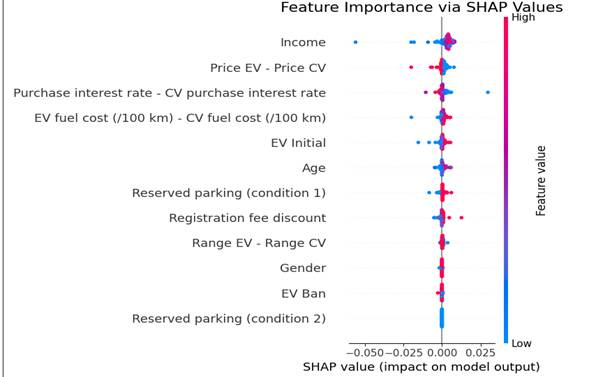 Feature Importance via SHAP Values
High
Income
Price EV - Price CV
Purchase interest rate - CV purchase interest rate
EV fuel cost (/100 km) - CV fuel cost (/100 km)
EV Initial
Age
Reserved parking (condition 1)
Registration fee discount
Range EV - Range CV
Gender
EV Ban
Reserved parking (condition 2)
Feature value
Low
−0.050 −0.025 0.000 0.025
SHAP value (impact on model output)